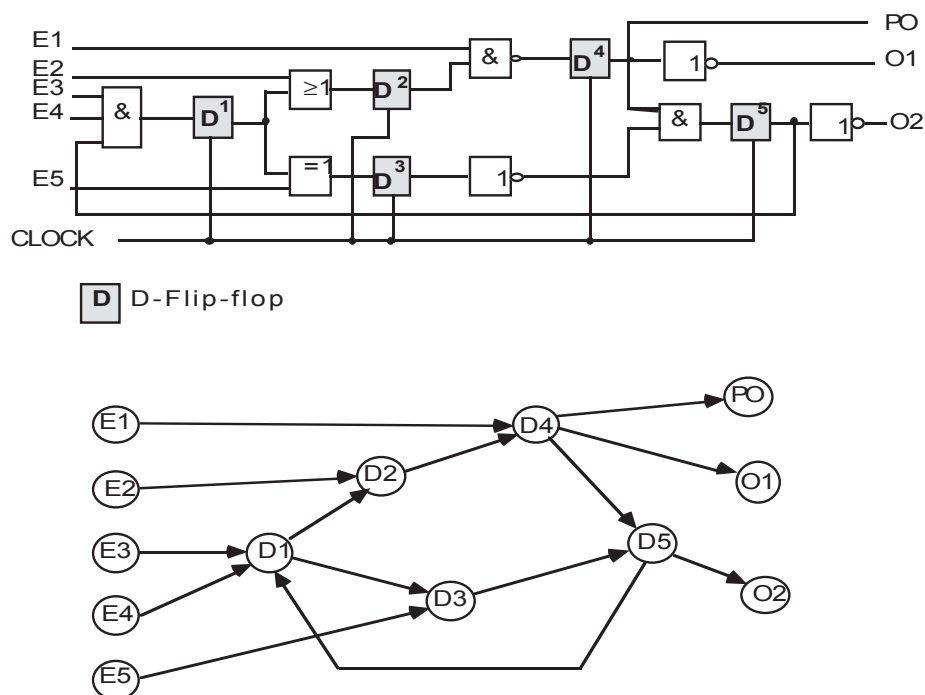 PO
E1
&
D4
1
O1
E2
≥1
D2
E3
E4
&
D1
&
D5
1
O2
=1
D3
1
E5
CLOCK
D D-Flip-flop
PO
E1
D4
D2
O1
E2
E3
D1
D5
O2
D3
E4
E5